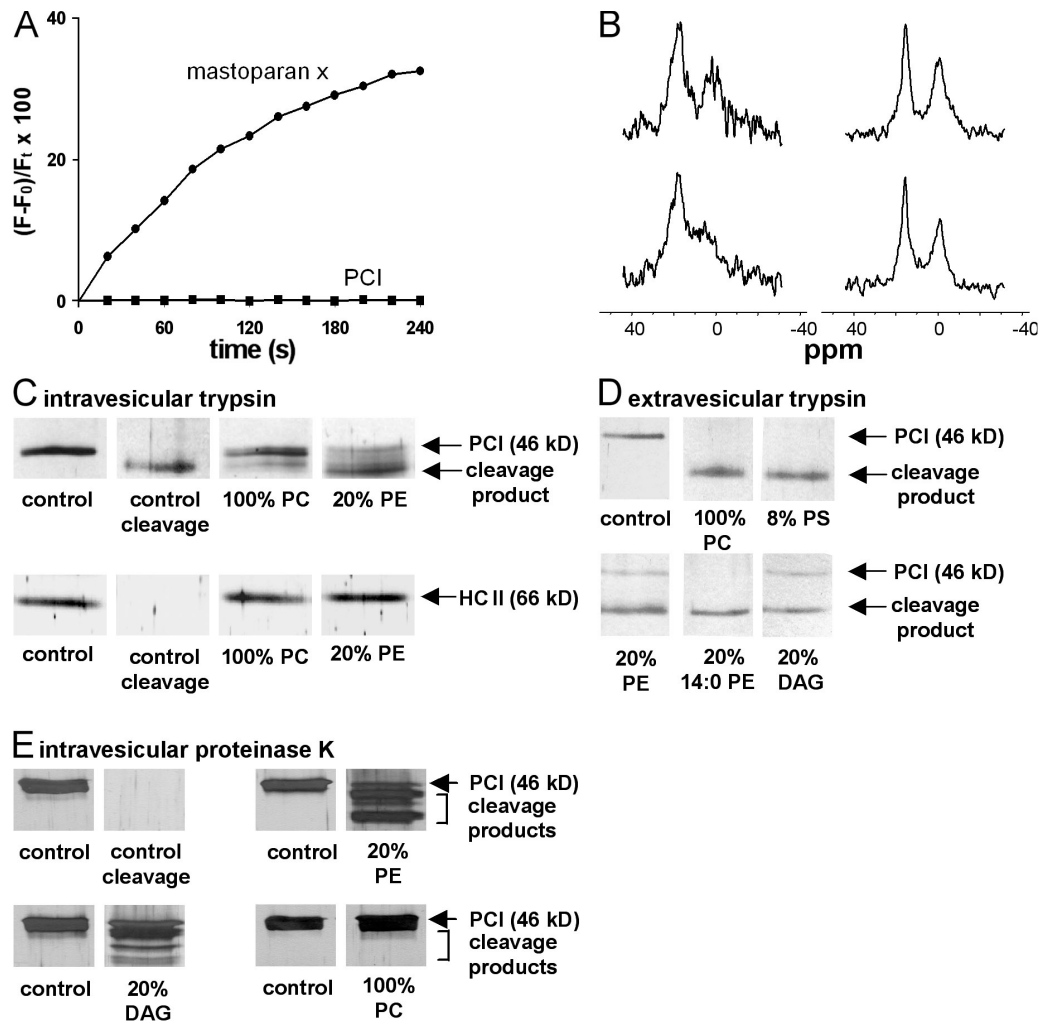 A
40
20
0
(F-F0)/Ft x 100
mastoparan x
PCI
0 60 120 180 240
time (s)
B
40 0 -40 40 0 -40
ppm
C intravesicular trypsin
PCI (46 kD)
cleavage
product
control
control
cleavage
100% PC
20% PE
HC II (66 kD)
control
control
cleavage
100% PC
20% PE
D extravesicular trypsin
PCI (46 kD)
cleavage
product
control
100%
PC
8% PS
PCI (46 kD)
cleavage
product
20%
PE
20%
14:0 PE
20%
DAG
E intravesicular proteinase K
PCI (46 kD)
cleavage
products
control
control
cleavage
control
20%
PE
PCI (46 kD)
cleavage
products
control
20%
DAG
control
100%
PC